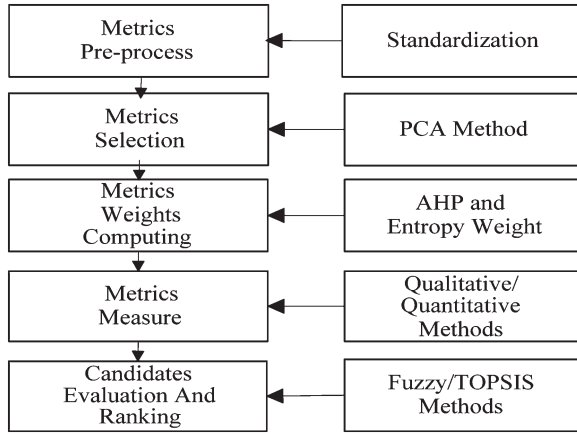 Metrics
Pre-process
Standardization
Metrics
Selection
PCA Method
Metrics
Weights
Computing
AHP and
Entropy Weight
Metrics
Measure
Qualitative/
Quantitative
Methods
Candidates
Evaluation And
Ranking
Fuzzy/TOPSIS
Methods